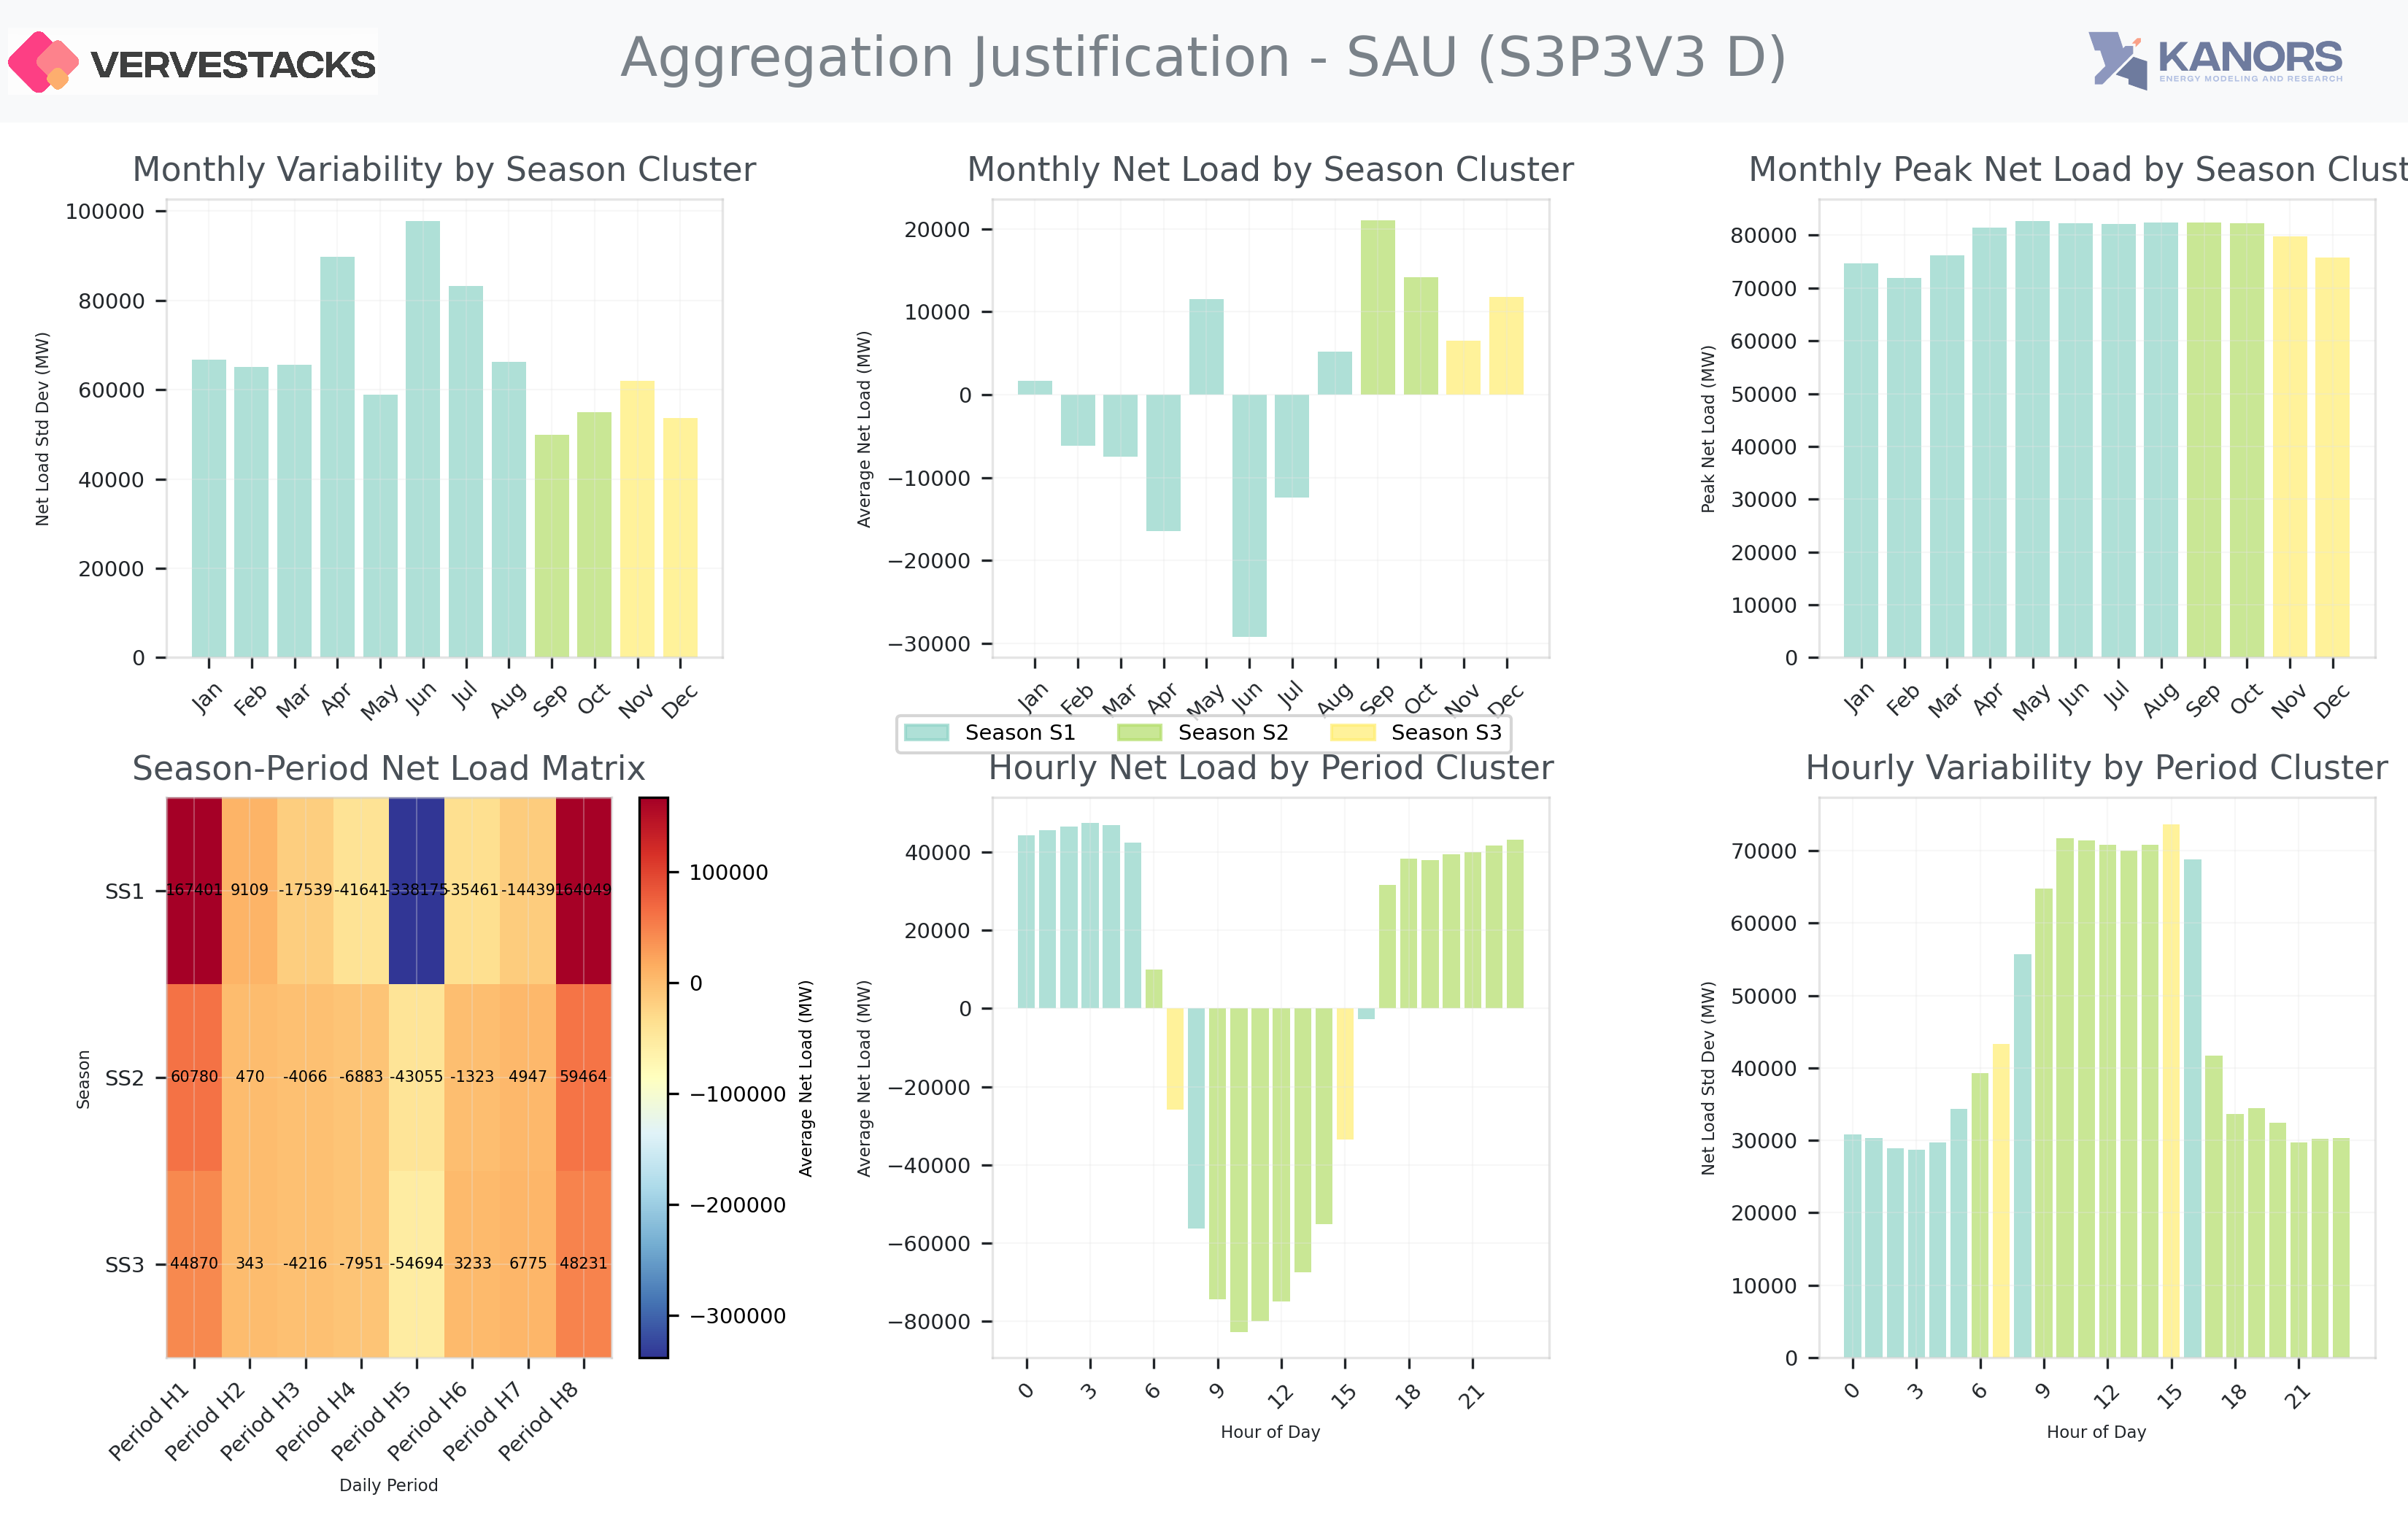 VERVESTACKS
Aggregation Justification - SAU (S3P3V3 D)
KANORS
ENERGY MODELING AND RESEARCH
Monthly Variability by Season Cluster
Net Load Std Dev (MW)
100000
80000
60000
40000
20000
0
Jan Feb Mar Apr May Jun Jul Aug Sep Oct Nov Dec
Monthly Net Load by Season Cluster
Average Net Load (MW)
20000
10000
0
−10000
−20000
−30000
Jan Feb Mar Apr May Jun Jul Aug Sep Oct Nov Dec
Monthly Peak Net Load by Season Clust
Peak Net Load (MW)
80000
70000
60000
50000
40000
30000
20000
10000
0
Jan Feb Mar Apr May Jun Jul Aug Sep Oct Nov Dec
Season S1 Season S2 Season S3
Season-Period Net Load Matrix
Season
SS1 167401 9109 -17539 -41641 -338175 -35461 -14439 164049
SS2 60780 470 -4066 -6883 -43055 -1323 4947 59464
SS3 44870 343 -4216 -7951 -54694 3233 6775 48231
Period H1 Period H2 Period H3 Period H4 Period H5 Period H6 Period H7 Period H8
Daily Period
100000
0
−100000
−200000
−300000
Average Net Load (MW)
Hourly Net Load by Period Cluster
Average Net Load (MW)
40000
20000
0
−20000
−40000
−60000
−80000
0 3 6 9 12 15 18 21
Hour of Day
Hourly Variability by Period Cluster
Net Load Std Dev (MW)
70000
60000
50000
40000
30000
20000
10000
0
0 3 6 9 12 15 18 21
Hour of Day